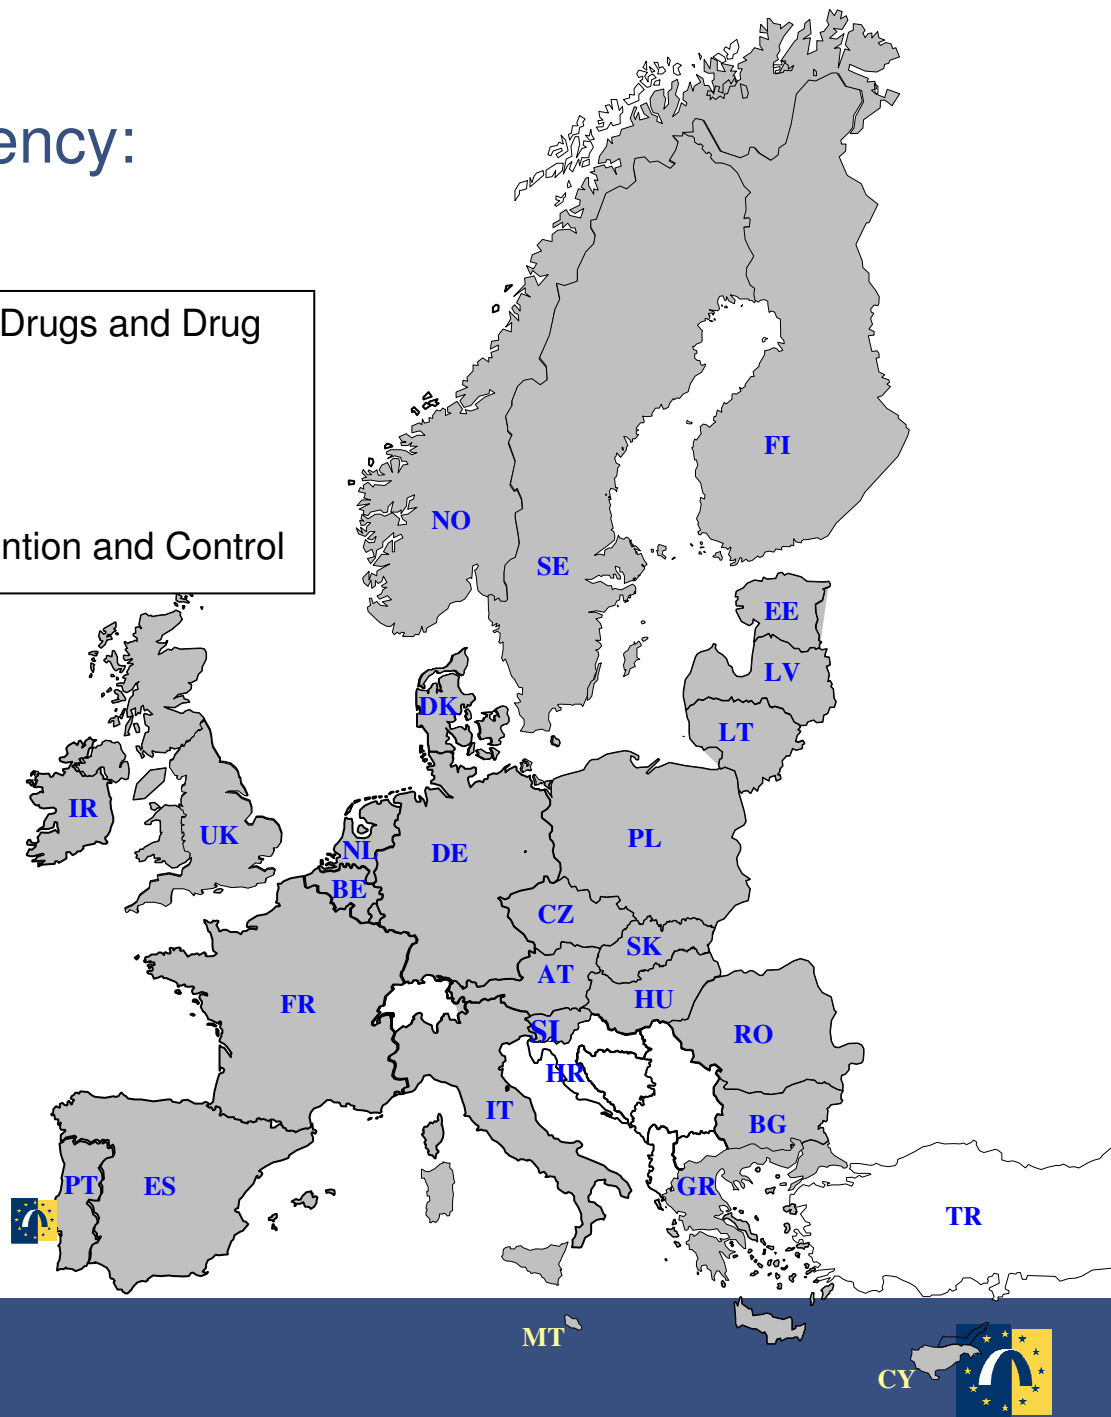 ency:
Drugs and Drug
ntion and Control
FI
NO
SE
EE
LV
DK
LT
IR
UK
PL
NL
DE
BE
CZ
SK
AT
HU
FR
SI
RO
HR
IT
BG
PT
ES
GR
TR
MT
CY